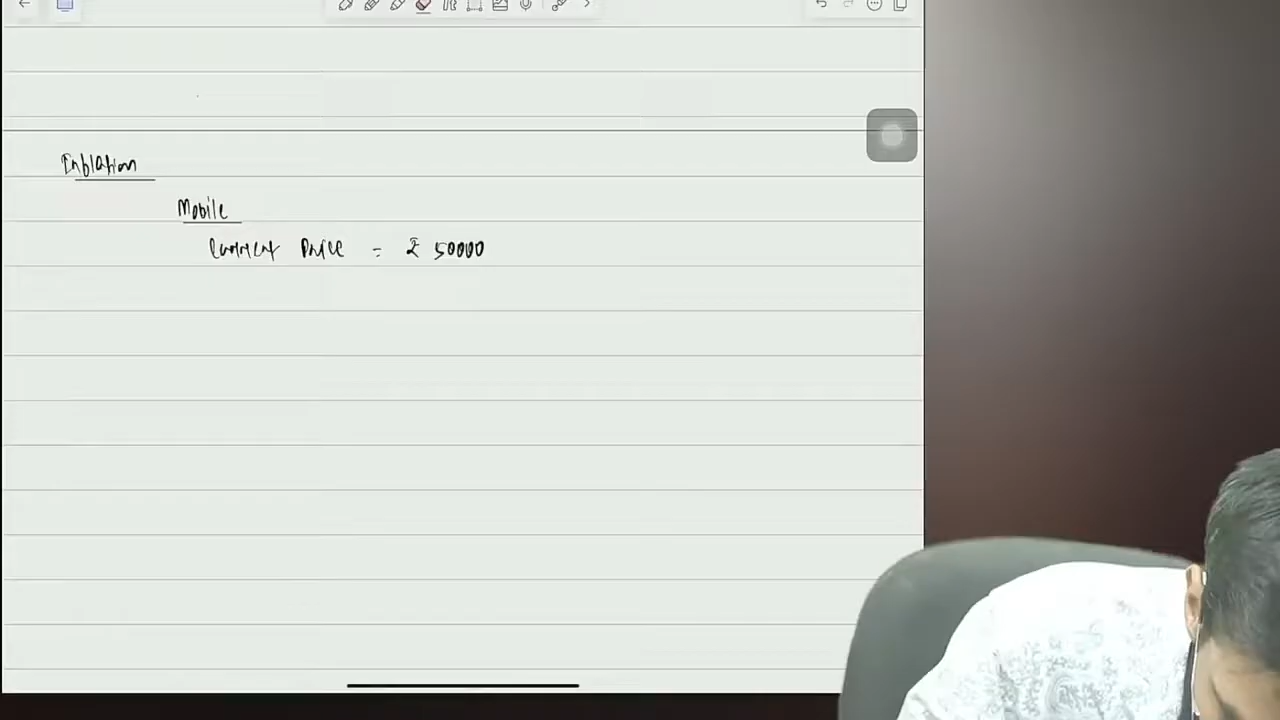 Inflation
Mobile
Current Price = ₹ 50000